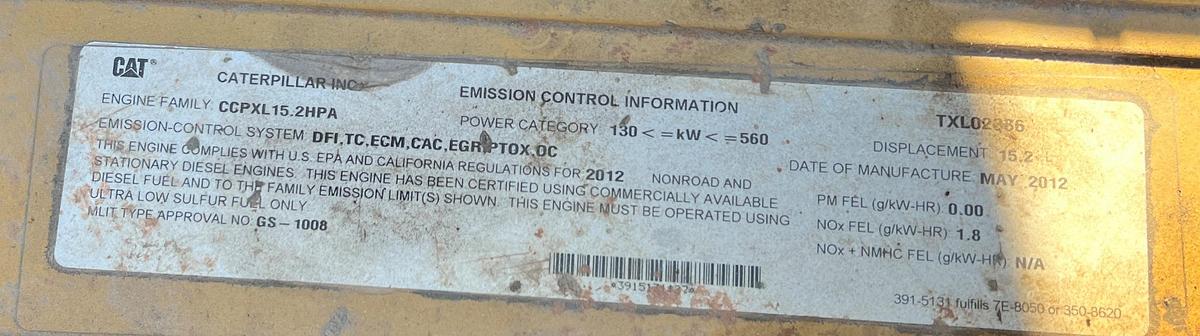 CAT®
CATERPILLAR INC.
EMISSION CONTROL INFORMATION
ENGINE FAMILY CCPXL15.2HPA
POWER CATEGORY 130 < =kW < =560
DISPLACEMENT 15.2 L
EMISSION-CONTROL SYSTEM DFI,TC,ECM,CAC,EGR,PTOX,OC
DATE OF MANUFACTURE MAY 2012
THIS ENGINE COMPLIES WITH U.S. EPA AND CALIFORNIA REGULATIONS FOR 2012 NONROAD AND
STATIONARY DIESEL ENGINES. THIS ENGINE HAS BEEN CERTIFIED USING COMMERCIALLY AVAILABLE
DIESEL FUEL AND TO THE FAMILY EMISSION LIMIT(S) SHOWN. THIS ENGINE MUST BE OPERATED USING
ULTRA LOW SULFUR FUEL ONLY
MLIT TYPE APPROVAL NO. GS – 1008
PM FEL (g/kW-HR) 0.00
NOx FEL (g/kW-HR) 1.8
NOx + NMHC FEL (g/kW-HR) N/A
391-5131 fulfills 7E-8050 or 350-8620